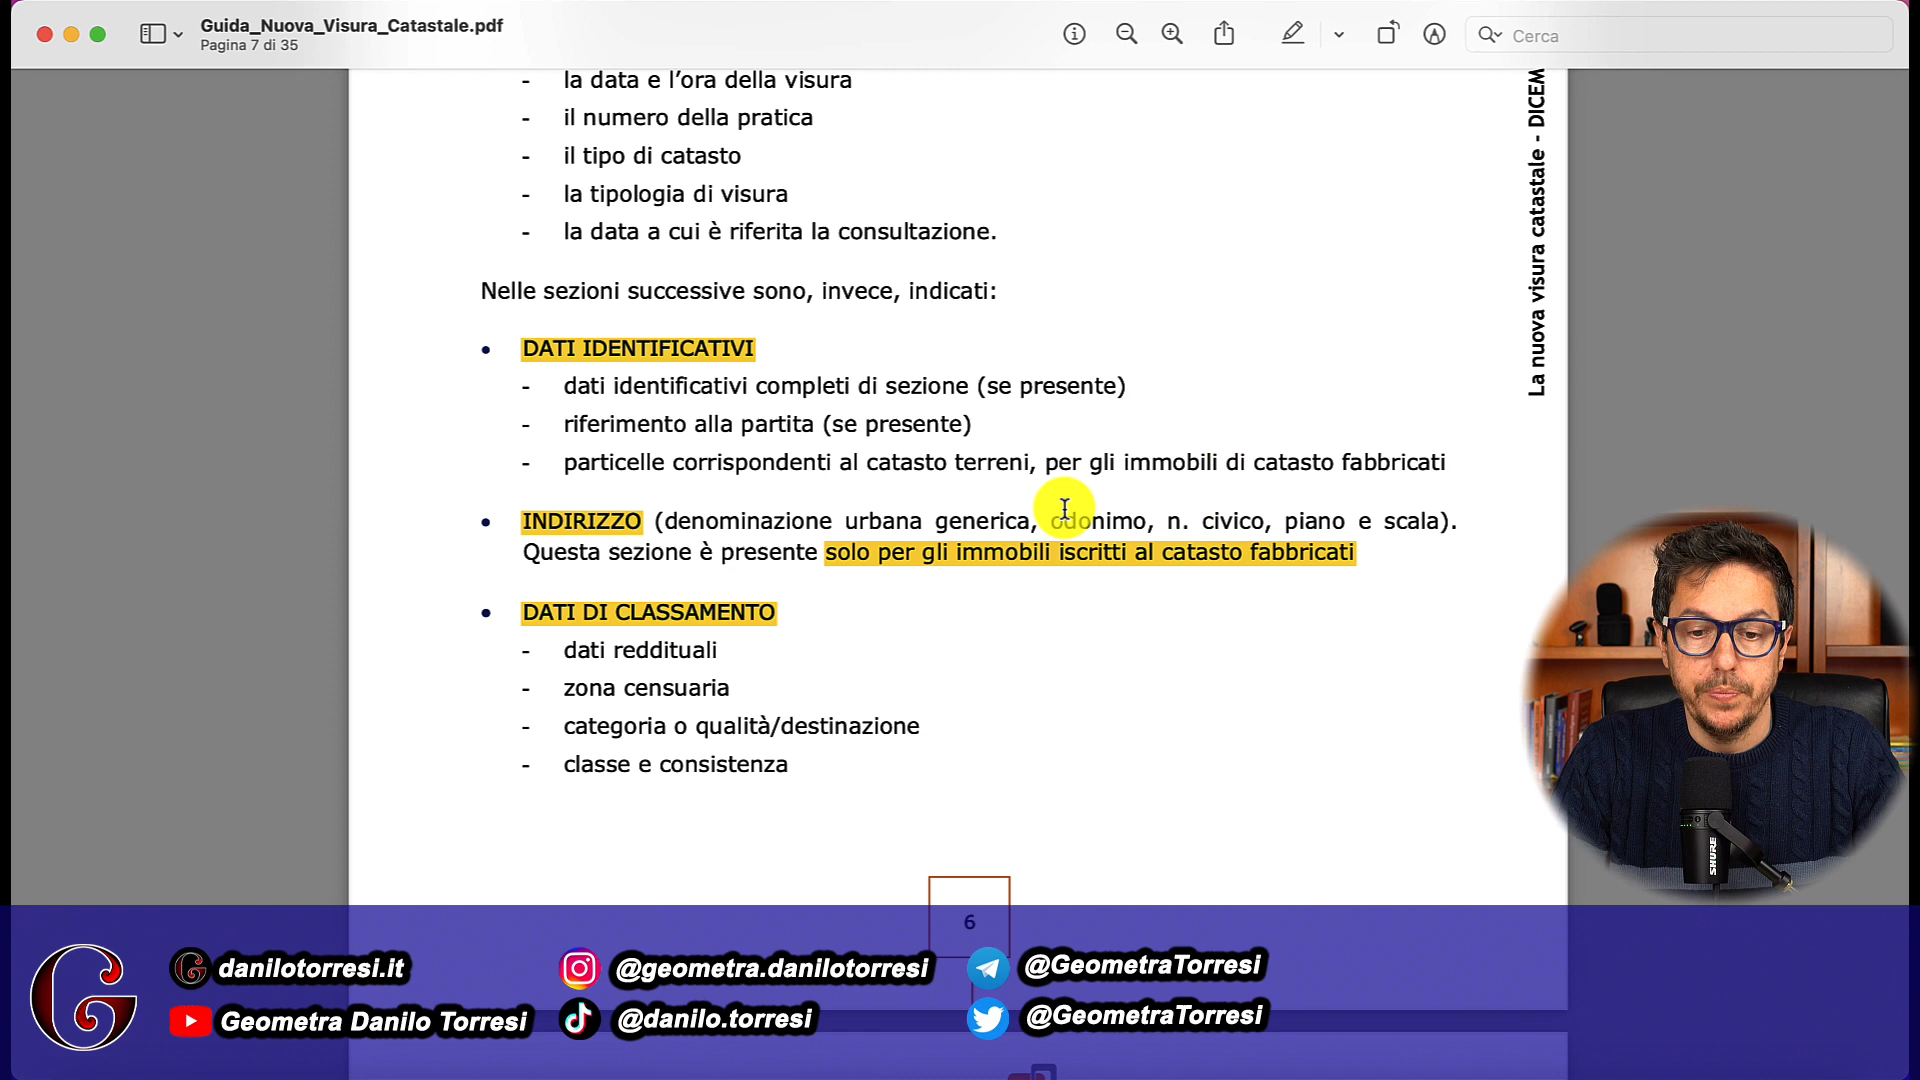 Guida_Nuova_Visura_Catastale.pdf
Pagina 7 di 35
Cerca
- la data e l’ora della visura
- il numero della pratica
- il tipo di catasto
- la tipologia di visura
- la data a cui è riferita la consultazione.
Nelle sezioni successive sono, invece, indicati:
• DATI IDENTIFICATIVI
- dati identificativi completi di sezione (se presente)
- riferimento alla partita (se presente)
- particelle corrispondenti al catasto terreni, per gli immobili di catasto fabbricati
• INDIRIZZO (denominazione urbana generica, odonimo, n. civico, piano e scala).
Questa sezione è presente solo per gli immobili iscritti al catasto fabbricati
• DATI DI CLASSAMENTO
- dati reddituali
- zona censuaria
- categoria o qualità/destinazione
- classe e consistenza
La nuova visura catastale - DICEM
SHURE
6
danilotorresi.it
@geometra.danilotorresi
@GeometraTorresi
Geometra Danilo Torresi
@danilo.torresi
@GeometraTorresi